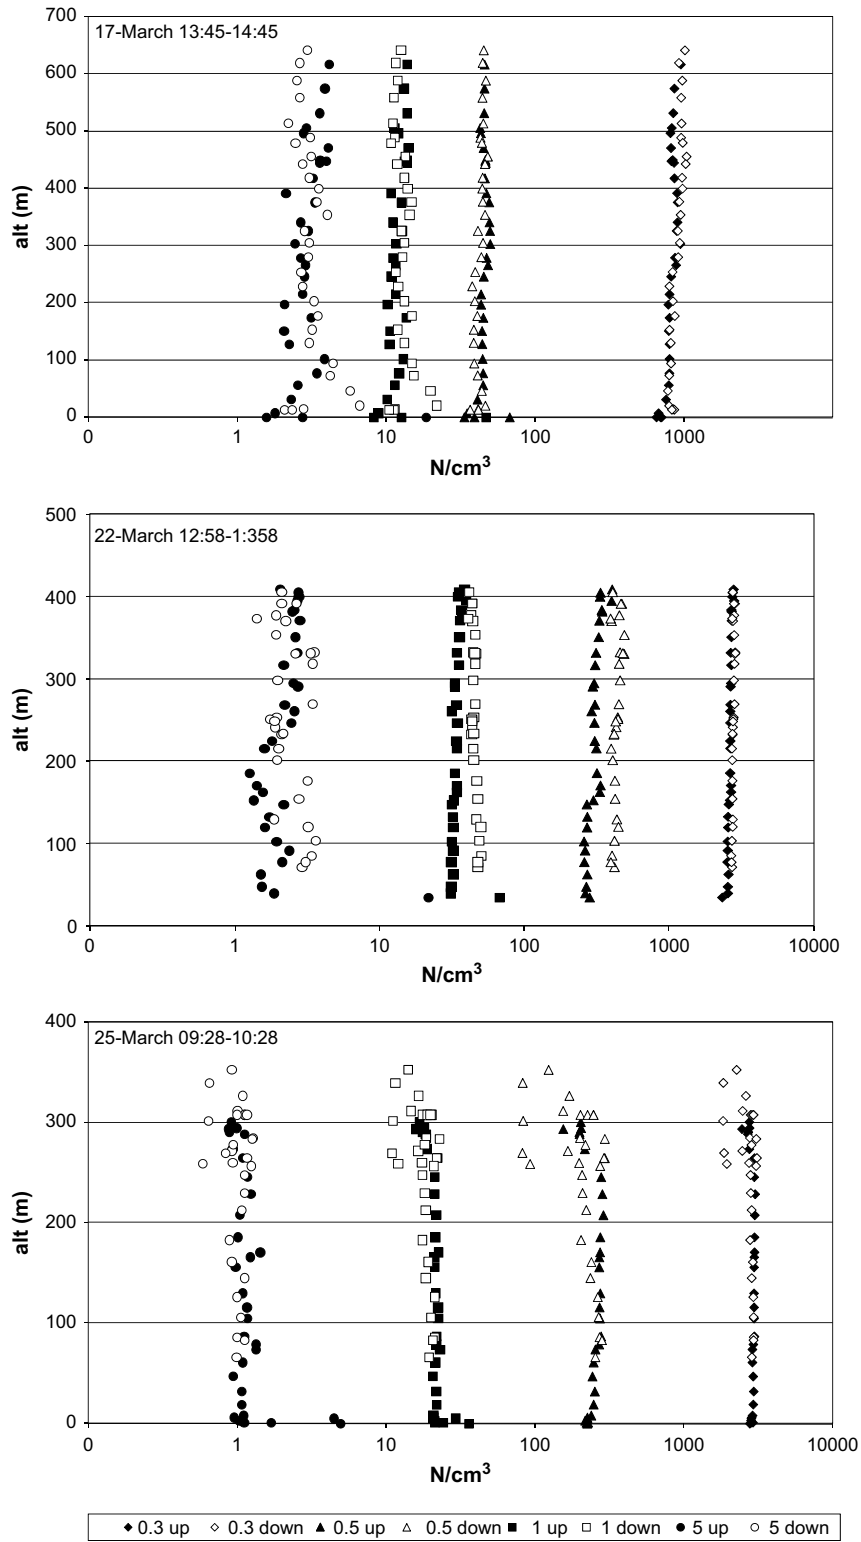 700
17-March 13:45-14:45
600
500
400
alt (m)
300
200
100
0
0 1 10 100 1000
N/cm³
500
22-March 12:58-1:358
400
300
alt (m)
200
100
0
0 1 10 100 1000 10000
N/cm³
400
25-March 09:28-10:28
300
alt (m)
200
100
0
0 1 10 100 1000 10000
N/cm³
0.3 up 0.3 down 0.5 up 0.5 down 1 up 1 down 5 up 5 down